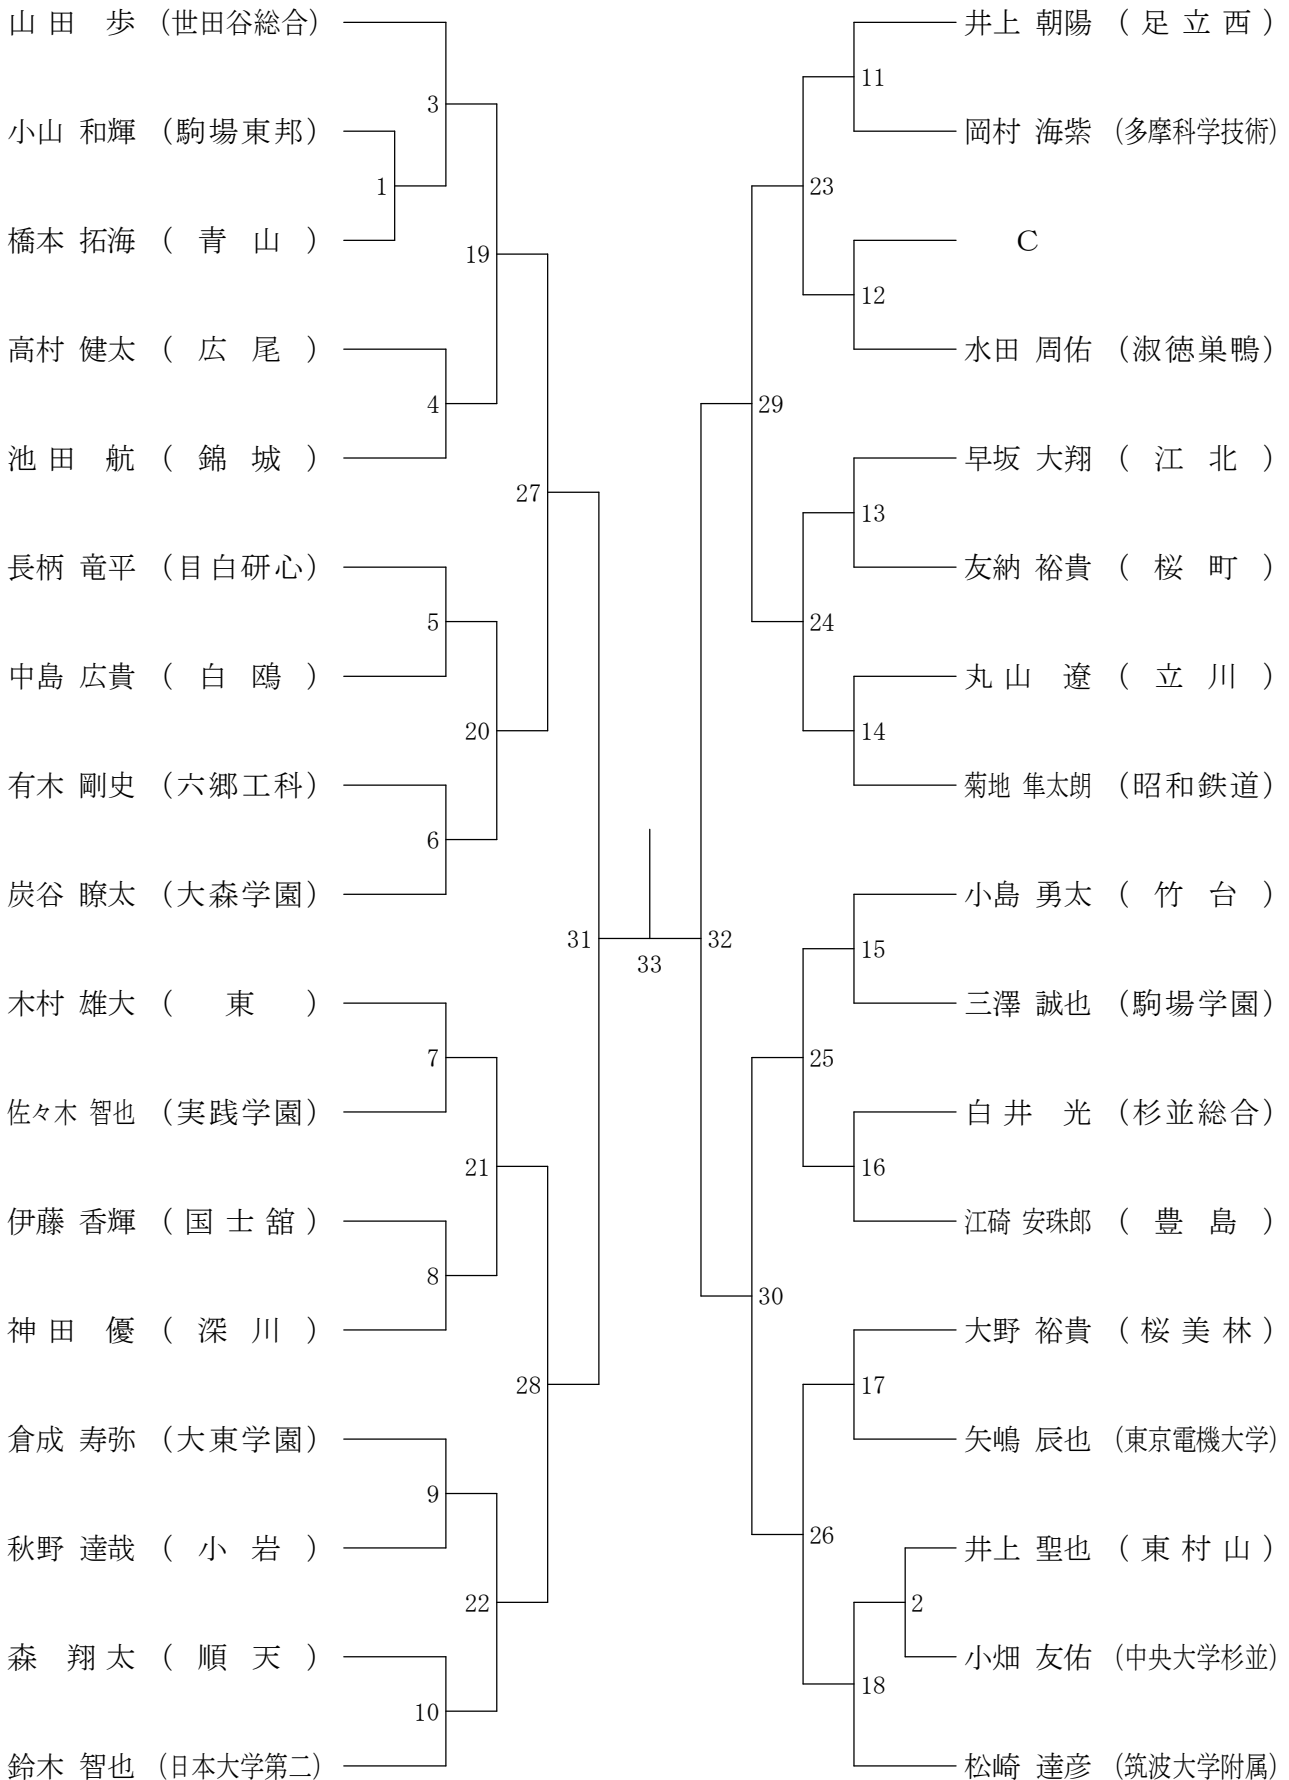 山田 歩 (世田谷総合)
小山 和輝 (駒場東邦)
橋本 拓海 (青山)
高村 健太 (広尾)
池田 航 (錦城)
長柄 竜平 (目白研心)
中島 広貴 (白鴎)
有木 剛史 (六郷工科)
炭谷 瞭太 (大森学園)
木村 雄大 (東)
佐々木 智也 (実践学園)
伊藤 香輝 (国士舘)
神田 優 (深川)
倉成 寿弥 (大東学園)
秋野 達哉 (小岩)
森 翔太 (順天)
鈴木 智也 (日本大学第二)
1
3
4
5
6
7
8
9
10
19
20
21
22
27
28
31
33
32
29
30
23
24
25
26
11
12
13
14
15
16
17
18
2
井上 朝陽 (足立西)
岡村 海紫 (多摩科学技術)
C
水田 周佑 (淑徳巣鴨)
早坂 大翔 (江北)
友納 裕貴 (桜町)
丸山 遼 (立川)
菊地 隼太朗 (昭和鉄道)
小島 勇太 (竹台)
三澤 誠也 (駒場学園)
白井 光 (杉並総合)
江碕 安珠郎 (豊島)
大野 裕貴 (桜美林)
矢嶋 辰也 (東京電機大学)
井上 聖也 (東村山)
小畑 友佑 (中央大学杉並)
松崎 達彦 (筑波大学附属)